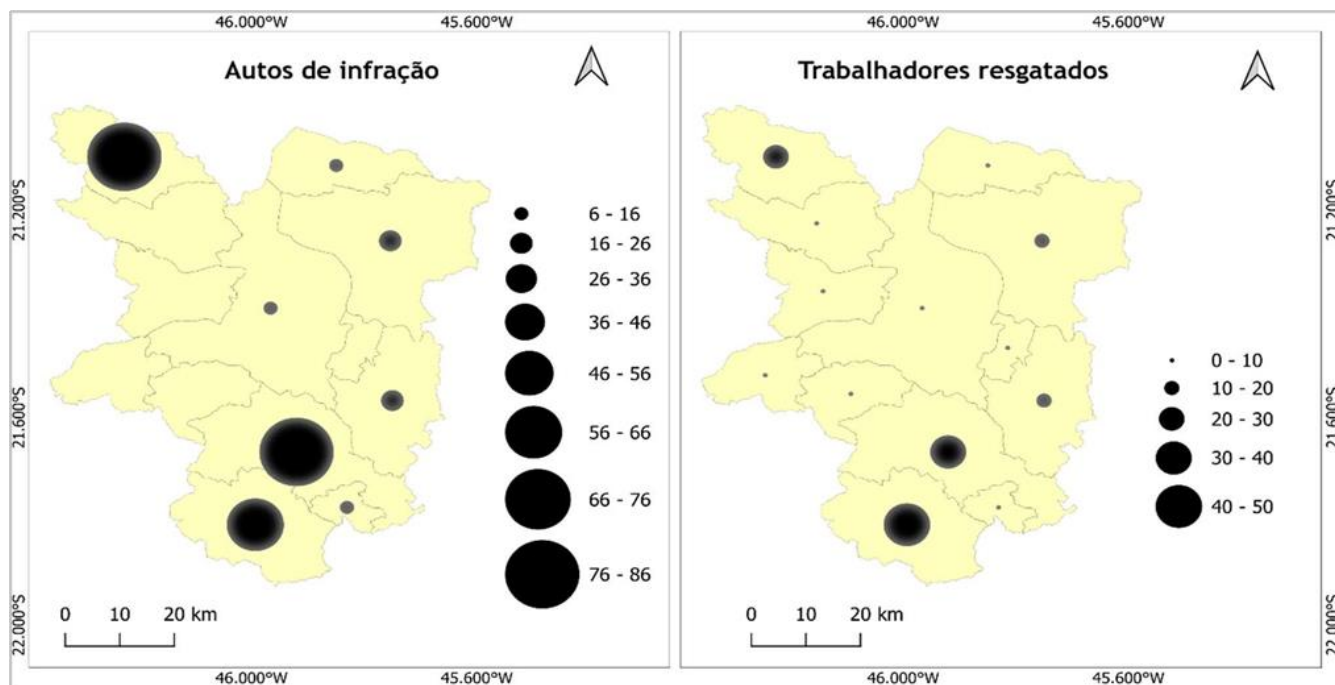 46.000°W 45.600°W 46.000°W 45.600°W
Autos de infração
Trabalhadores resgatados
21.200°S
21.600°S
22.000°S
6 - 16
16 - 26
26 - 36
36 - 46
46 - 56
56 - 66
66 - 76
76 - 86
0 10 20 km
0 - 10
10 - 20
20 - 30
30 - 40
40 - 50
0 10 20 km
21.200°S
21.600°S
22.000°S
46.000°W 45.600°W 46.000°W 45.600°W